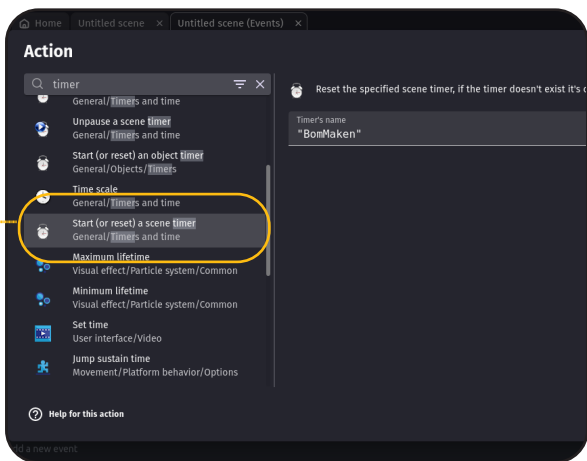 Home
Untitled scene ×
Untitled scene (Events) ×
Action
timer
General/Timers and time
Unpause a scene timer
General/Timers and time
Start (or reset) an object timer
General/Objects/Timers
Time scale
General/Timers and time
Start (or reset) a scene timer
General/Timers and time
Maximum lifetime
Visual effect/Particle system/Common
Minimum lifetime
Visual effect/Particle system/Common
Set time
User interface/Video
Jump sustain time
Movement/Platform behavior/Options
Reset the specified scene timer, if the timer doesn't exist it's
Timer's name
"BomMaken"
Help for this action
add a new event